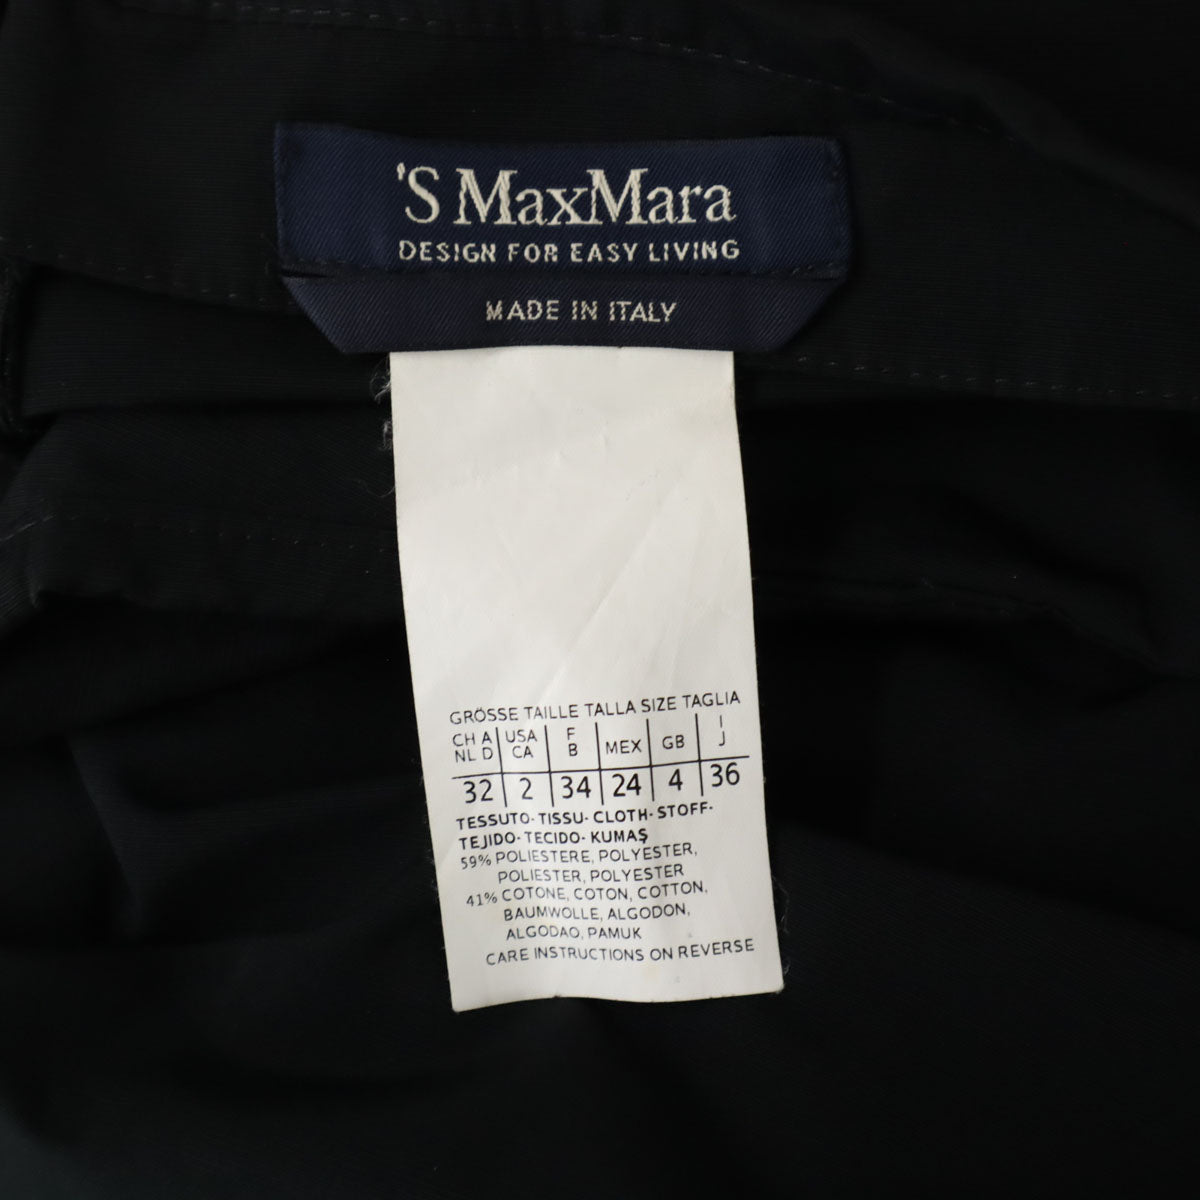 'S MaxMara
DESIGN FOR EASY LIVING
MADE IN ITALY
GRÖSSE TAILLE TALLA SIZE TAGLIA
CH A NL D USA CA F B MEX GB I J
32 2 34 24 4 36
TESSUTO- TISSU- CLOTH- STOFF-
TEJIDO- TECIDO- KUMAŞ
59% POLIESTERE, POLYESTER,
POLIESTER, POLYESTER
41% COTONE, COTON, COTTON,
BAUMWOLLE, ALGODON,
ALGODAO, PAMUK
CARE INSTRUCTIONS ON REVERSE